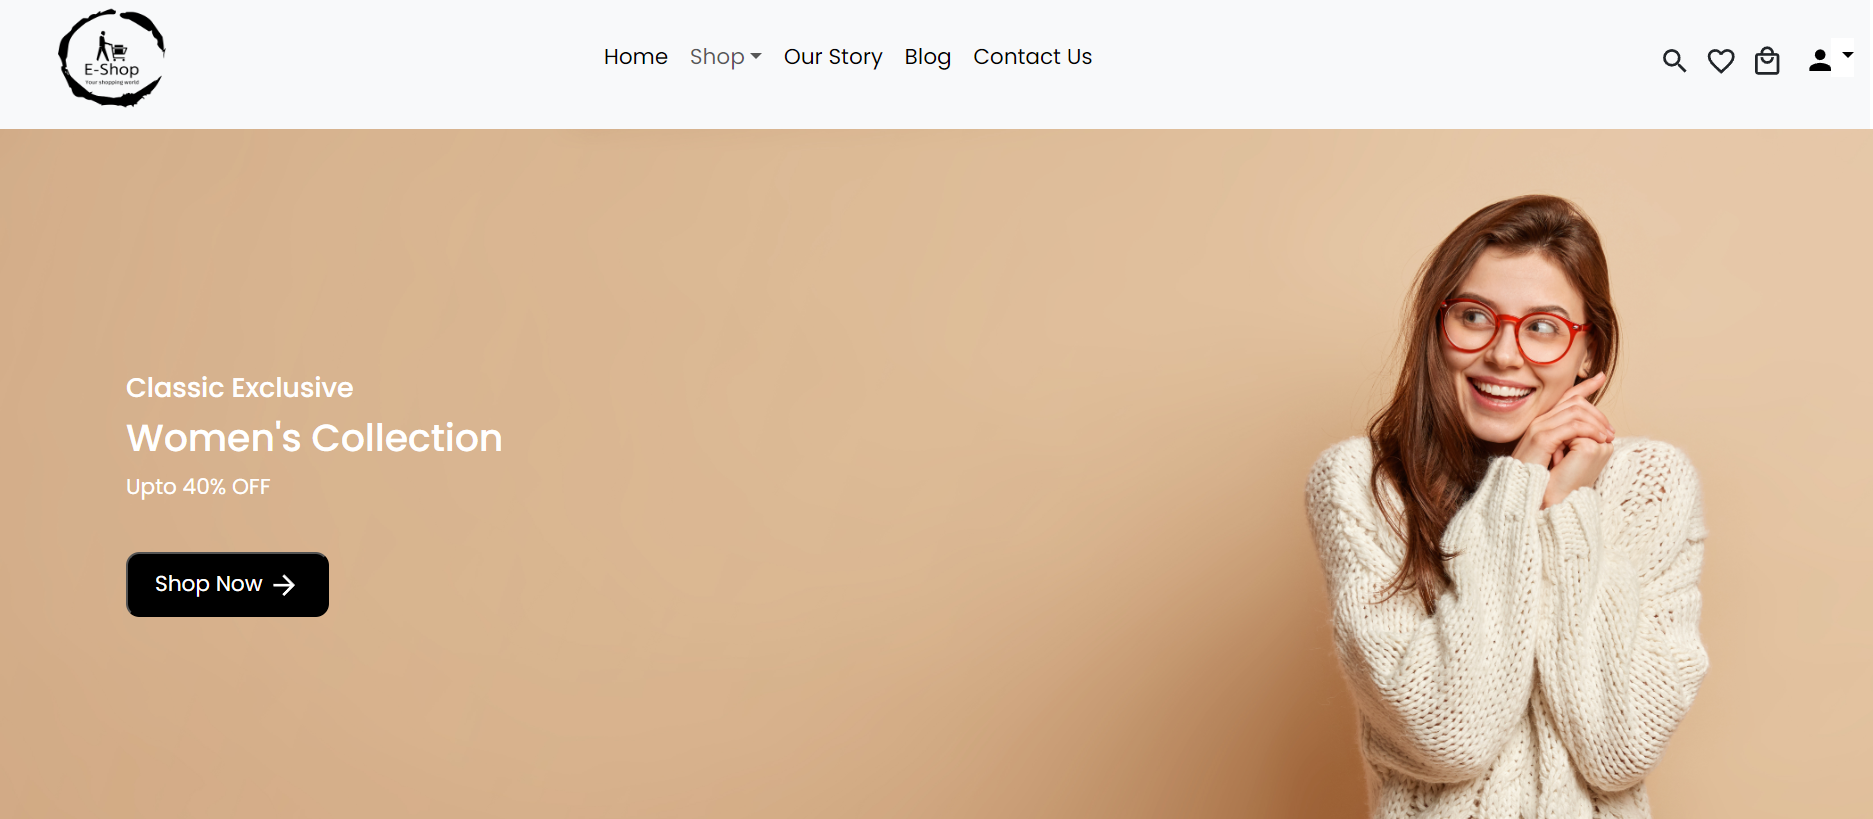 E-Shop
Your shopping world
Home Shop Our Story Blog Contact Us
Classic Exclusive
Women's Collection
Upto 40% OFF
Shop Now